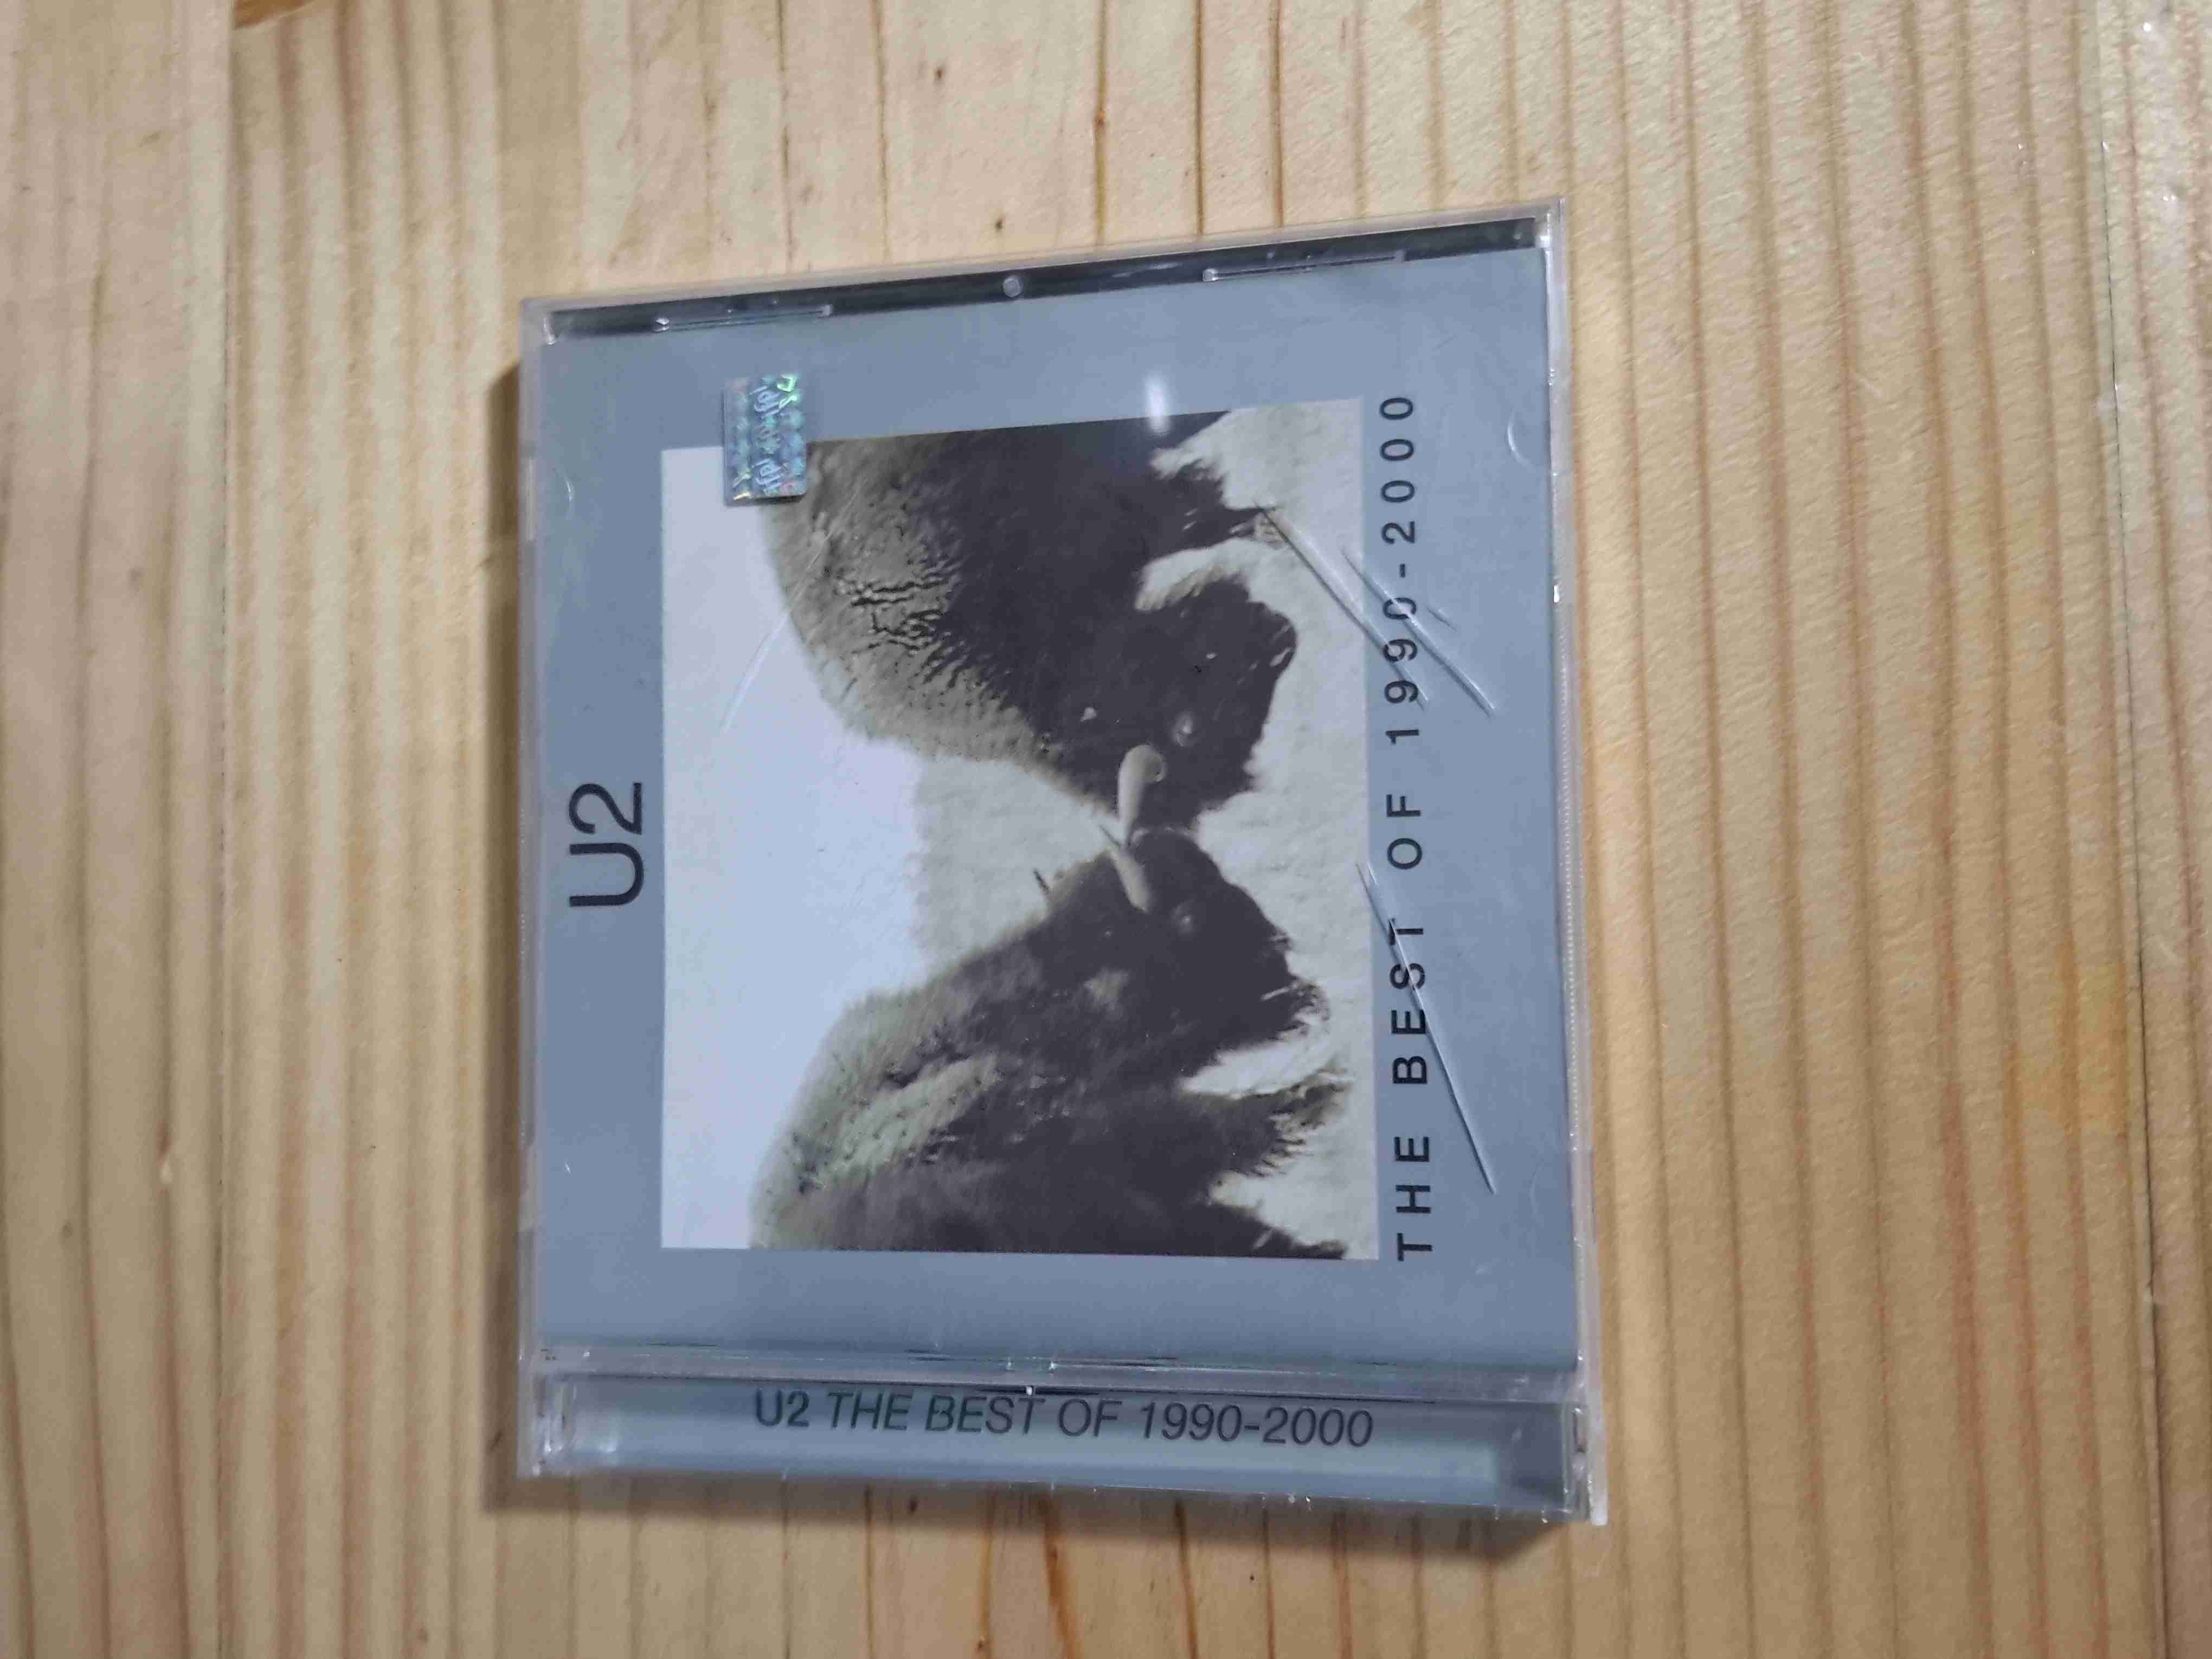 U2
THE BEST OF 1990-2000
U2 THE BEST OF 1990-2000